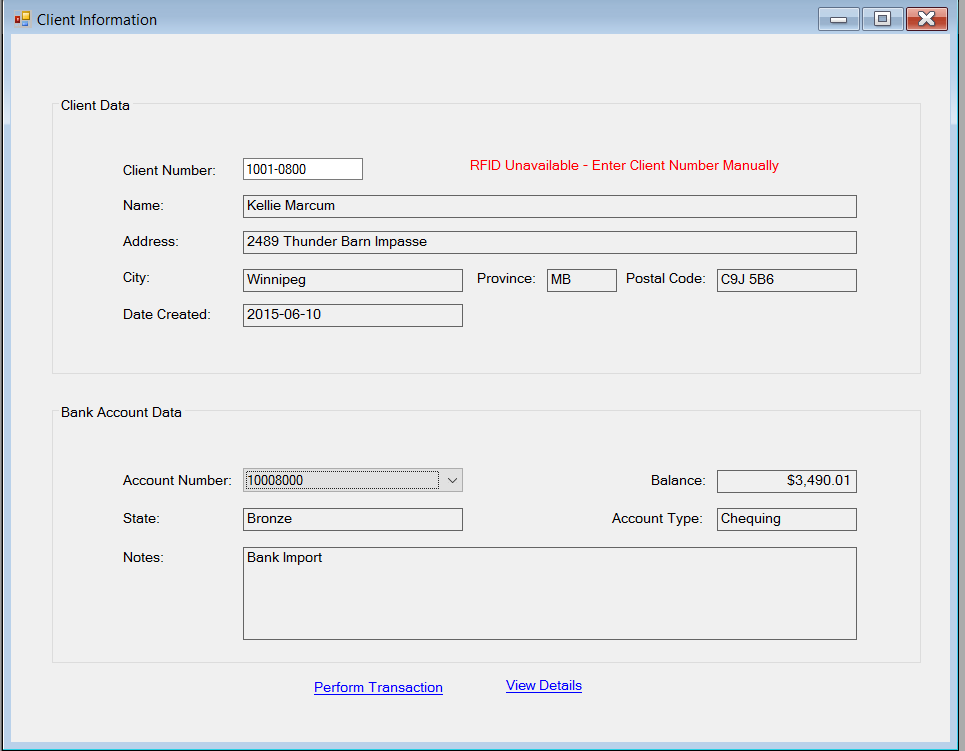 Client Information
Client Data
Client Number: 1001-0800 RFID Unavailable - Enter Client Number Manually
Name: Kellie Marcum
Address: 2489 Thunder Barn Impasse
City: Winnipeg Province: MB Postal Code: C9J 5B6
Date Created: 2015-06-10
Bank Account Data
Account Number: 10008000 Balance: $3,490.01
State: Bronze Account Type: Chequing
Notes: Bank Import
Perform Transaction View Details